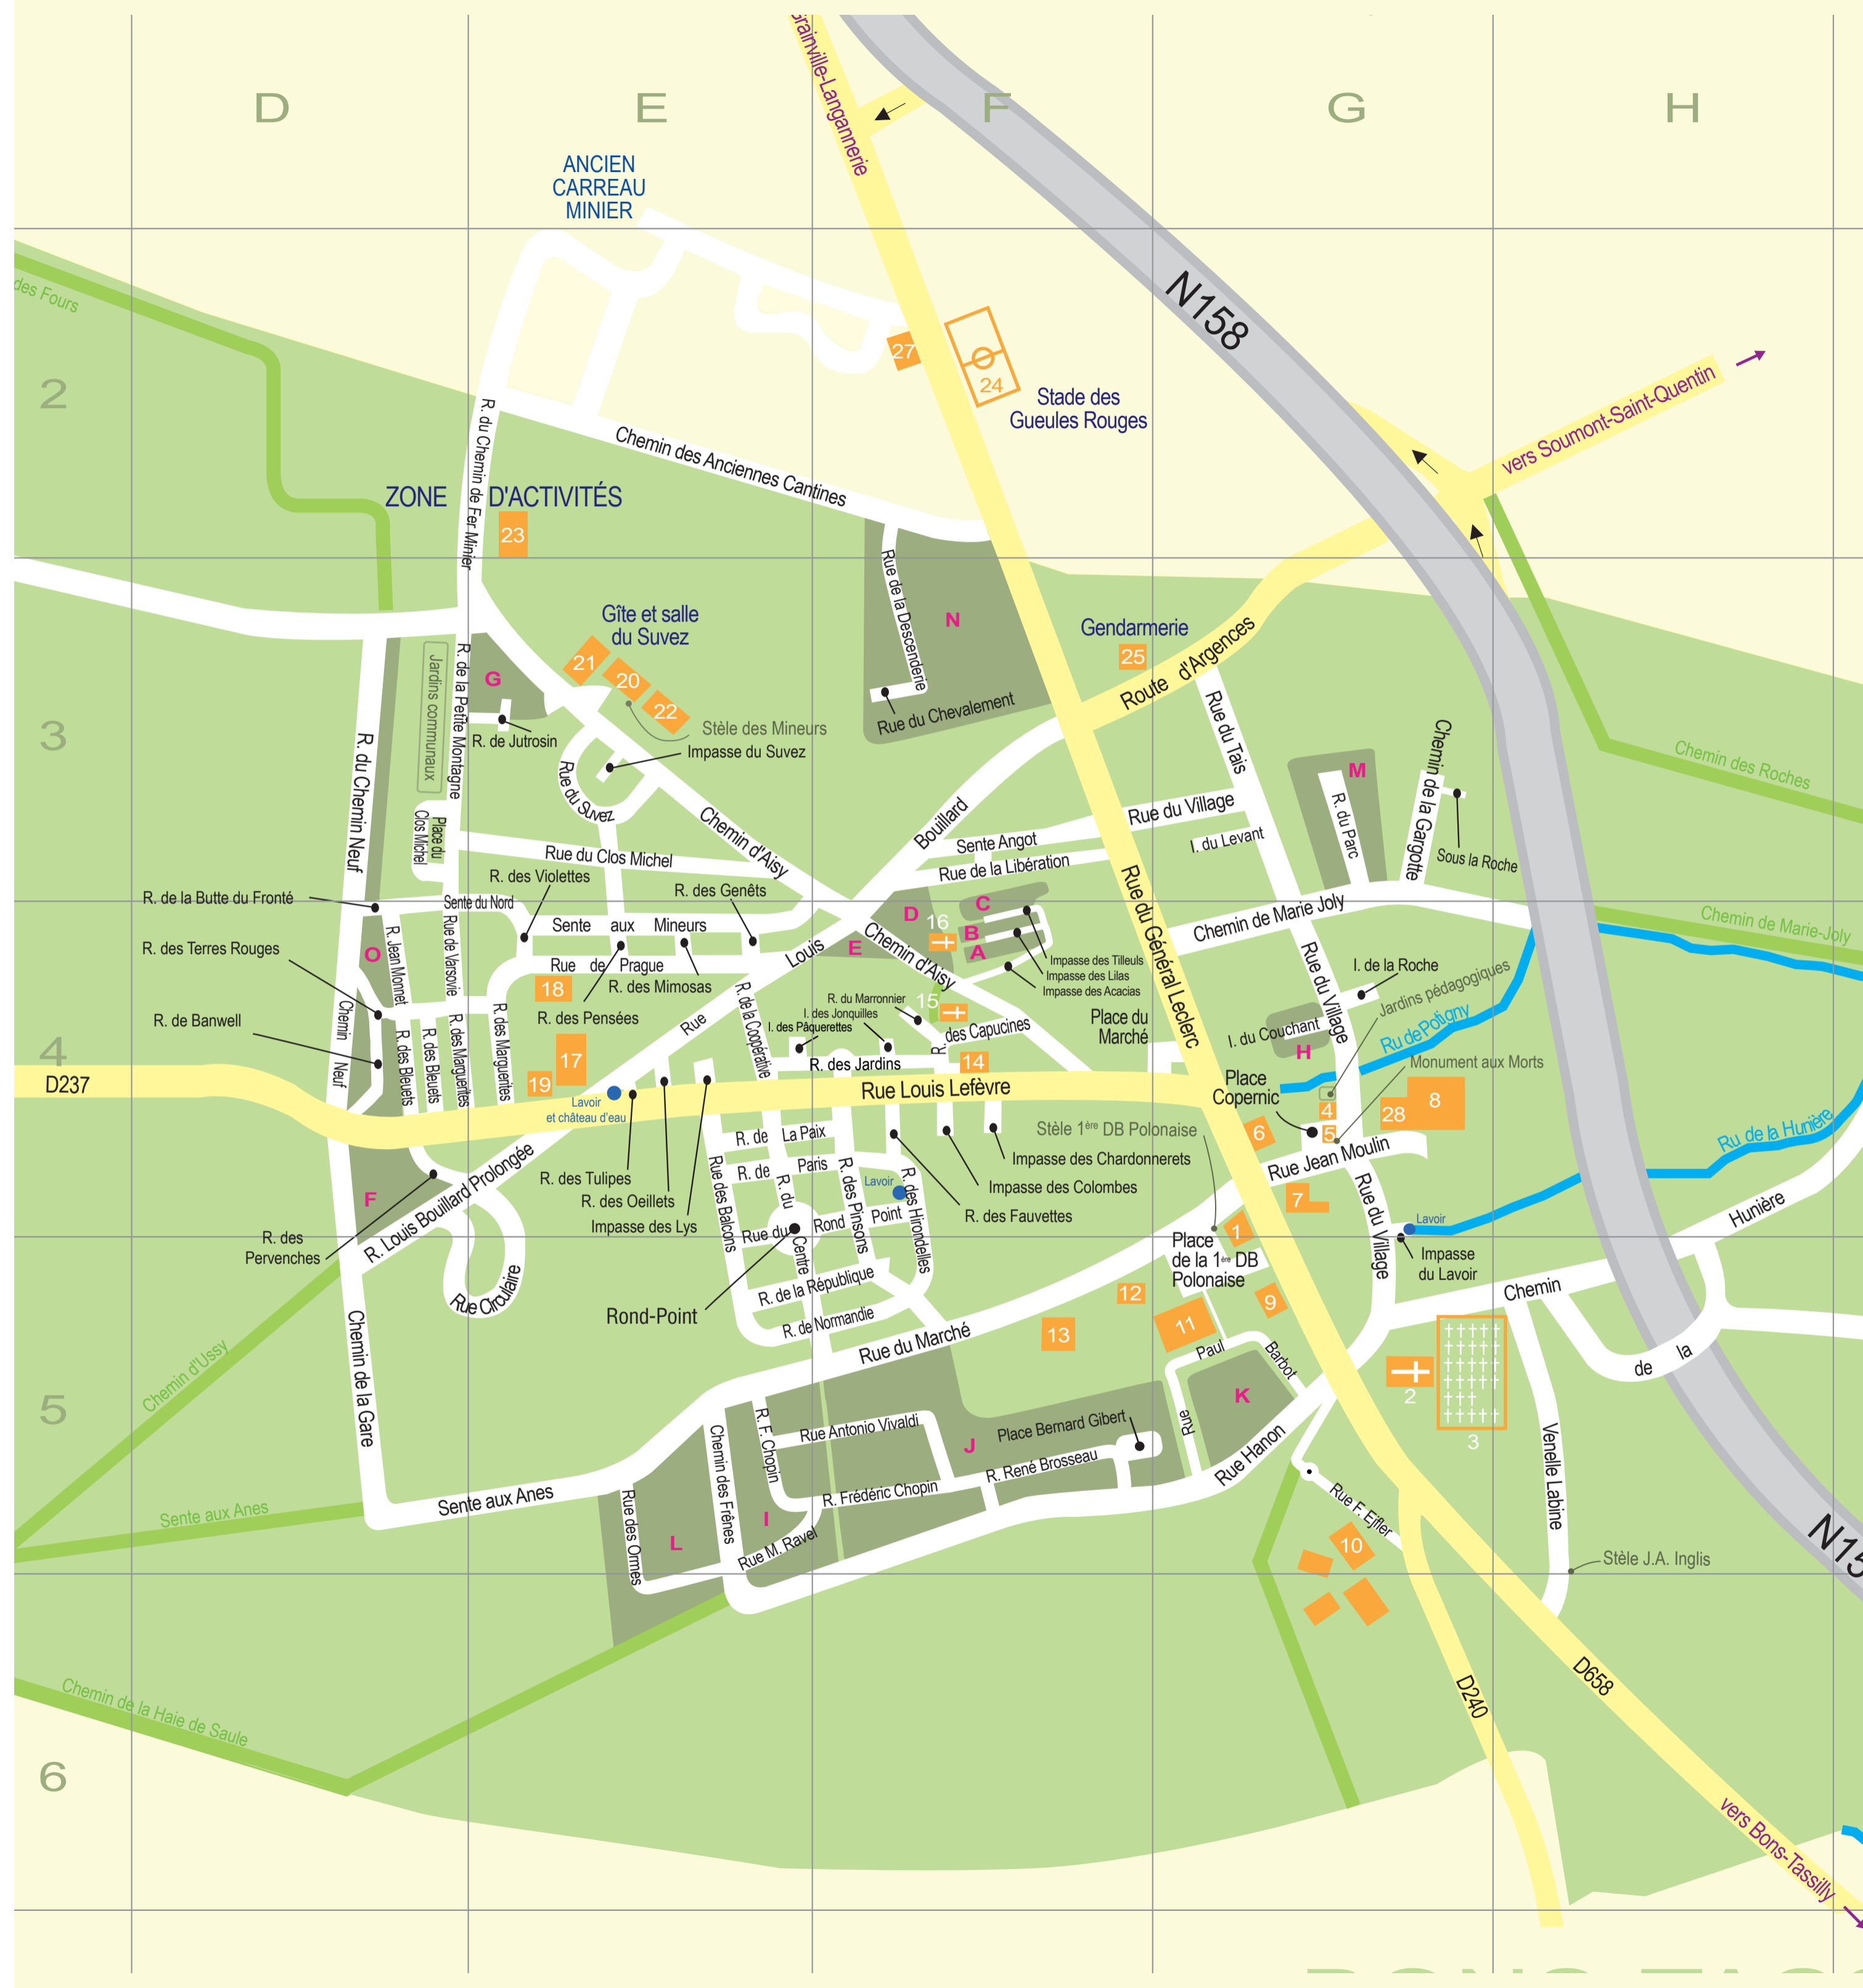 D
E
F
G
H
2
3
4
5
6
Grainville-Langannerie
ANCIEN
CARREAU
MINIER
N158
des Fours
27
24
Stade des
Gueules Rouges
vers Soumont-Saint-Quentin
R. du Chemin de Fer Minier
Chemin des Anciennes Cantines
ZONE D'ACTIVITÉS
23
Rue de la Descenderie
N
Gîte et salle
du Suvez
21
20
22
Gendarmerie
25
Route d'Argences
Jardins communaux
R. de la Petite Montagne
G
R. de Jutrosin
Stèle des Mineurs
Impasse du Suvez
Rue du Chevalement
Rue du Tais
Chemin des Roches
R. du Chemin Neuf
Rue du Suvez
Chemin d'Aisy
Bouillard
M
R. du Parc
Chemin de la Gargotte
Sous la Roche
Place du
Clos Michel
Rue du Clos Michel
Rue du Village
Sente Angot
I. du Levant
Rue de la Libération
R. des Violettes
R. des Genêts
R. de la Butte du Fronté
Sente du Nord
Rue du Général Leclerc
Chemin de Marie Joly
Chemin de Marie-Joly
R. des Terres Rouges
O
R. Jean Monnet
Rue de Varsovie
Sente aux Mineurs
Rue de Prague
Louis
D
16
C
B
A
E
Chemin d'Aisy
Impasse des Tilleuls
Impasse des Lilas
Impasse des Acacias
Rue du Village
I. de la Roche
Jardins pédagogiques
18
R. des Mimosas
R. des Pensées
R. de la Coopérative
R. du Marronnier
15
I. des Jonquilles
I. des Pâquerettes
R. des Capucines
Place du
Marché
I. du Couchant
H
Ru de Potigny
R. de Banwell
Chemin
Neuf
R. des Bleuets
R. des Bleuets
R. des Marguerites
R. des Marguerites
17
19
Rue
R. des Jardins
14
Monument aux Morts
D237
Rue Louis Lefèvre
Place
Copernic
Lavoir
et château d'eau
4
28
8
6
5
Ru de la Hunière
R. de La Paix
Stèle 1ère DB Polonaise
Rue Jean Moulin
R. de Paris
Impasse des Chardonnerets
R. des Tulipes
R. des Oeillets
Impasse des Lys
F
R. Louis Bouillard Prolongée
Rue des Balcons
R. du
Centre
R. des Pinsons
Lavoir
R. des Hirondelles
Impasse des Colombes
R. des Fauvettes
7
Rue du Village
Lavoir
Hunière
R. des
Pervenches
Rue du Rond Point
1
Place
de la 1ère DB
Polonaise
Impasse
du Lavoir
Rue Circulaire
Rond-Point
R. de la République
R. de Normandie
12
9
Chemin
Chemin d'Ussy
Chemin de la Gare
Rue du Marché
13
11
Paul
Barbot
Rue
de la
2
3
K
R. F. Chopin
Rue Antonio Vivaldi
Place Bernard Gibert
J
R. René Brosseau
Rue Hanon
Chemin des Frênes
R. Frédéric Chopin
Sente aux Anes
Sente aux Anes
Rue des Ormes
L
I
Rue M. Ravel
Rue F. Ejfler
10
Venelle Labine
Stèle J.A. Inglis
N15
Chemin de la Haie de Saule
D240
D658
vers Bons-Tassilly